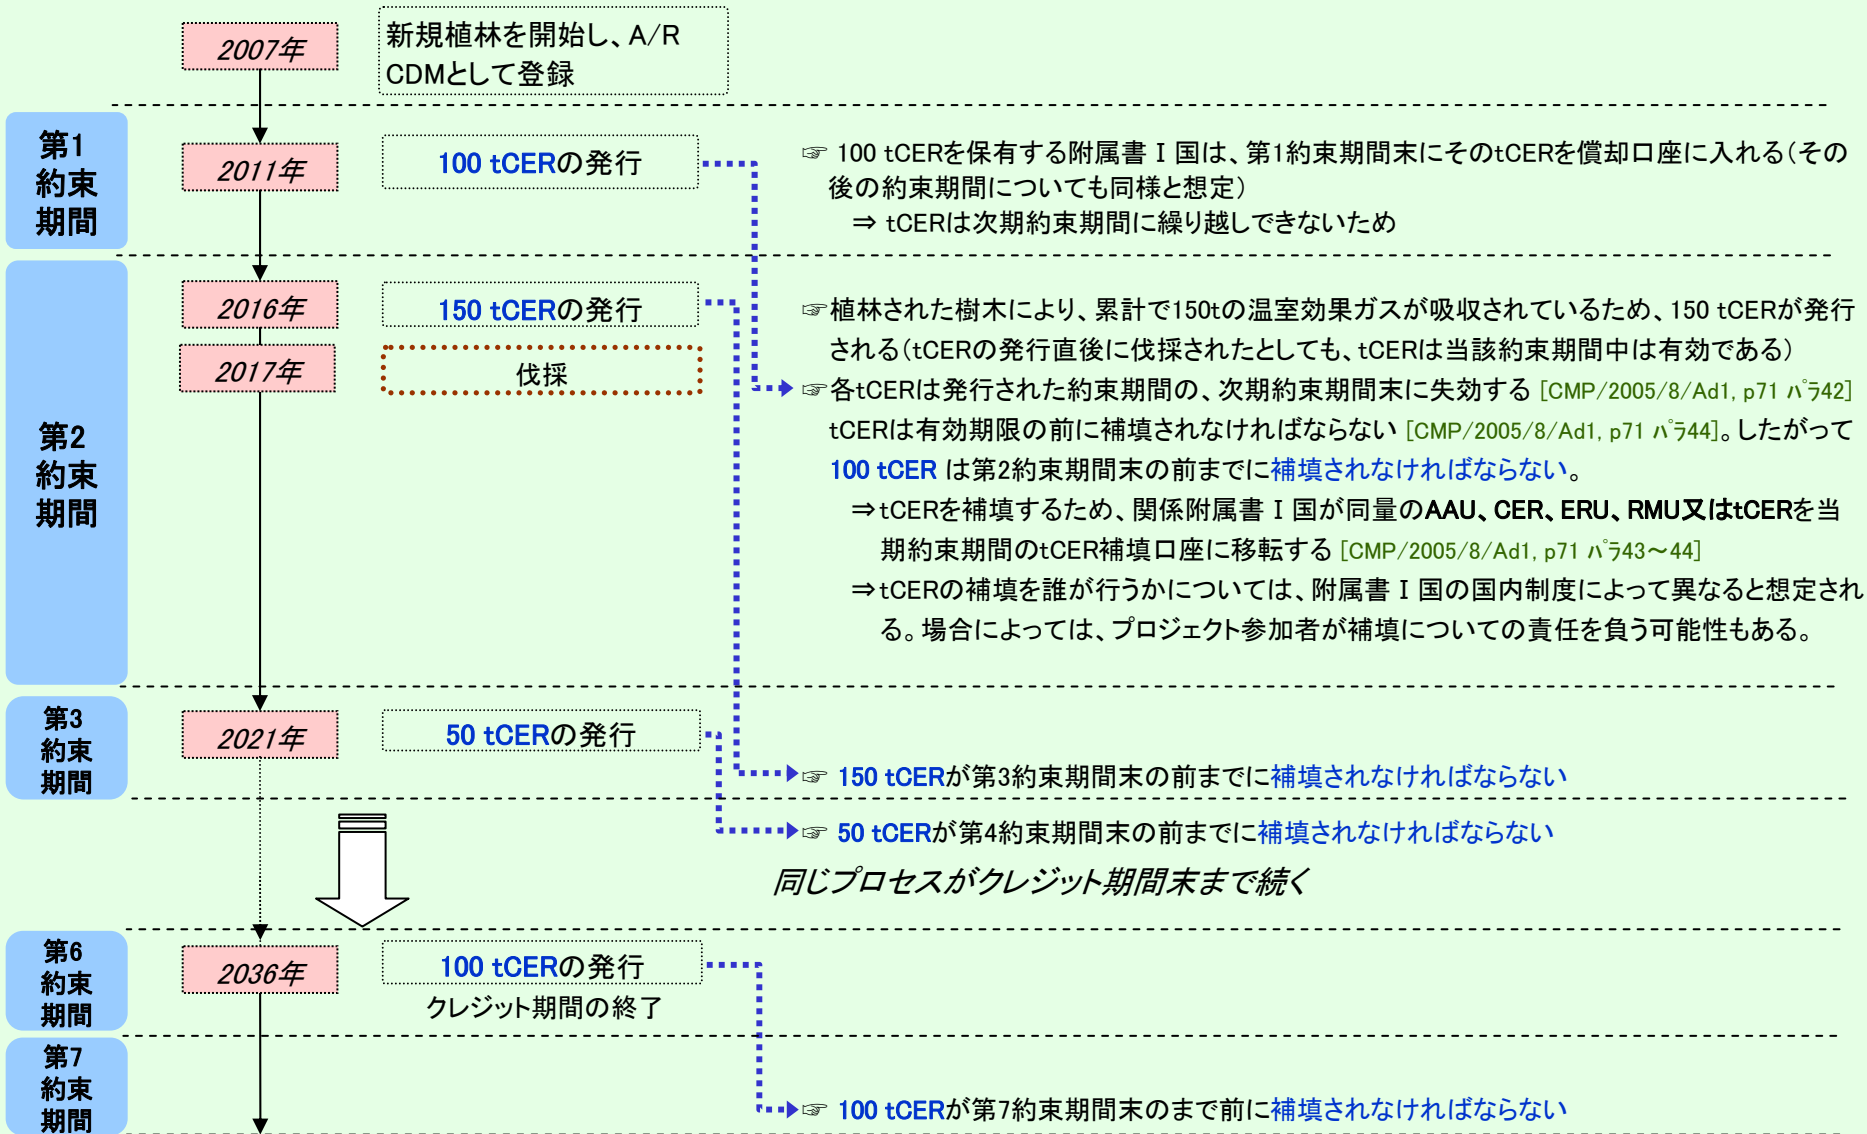 2007年
新規植林を開始し、A/R
CDMとして登録
第1
約束
期間
2011年
100 tCERの発行
☞ 100 tCERを保有する附属書Ⅰ国は、第1約束期間末にそのtCERを償却口座に入れる(その
後の約束期間についても同様と想定)
⇒ tCERは次期約束期間に繰り越しできないため
第2
約束
期間
2016年
150 tCERの発行
2017年
伐採
☞植林された樹木により、累計で150tの温室効果ガスが吸収されているため、150 tCERが発行
される(tCERの発行直後に伐採されたとしても、tCERは当該約束期間中は有効である)
☞各tCERは発行された約束期間の、次期約束期間末に失効する [CMP/2005/8/Ad1, p71 ﾊﾟﾗ42]
tCERは有効期限の前に補填されなければならない [CMP/2005/8/Ad1, p71 ﾊﾟﾗ44]。したがって
100 tCER は第2約束期間末の前までに補填されなければならない。
⇒tCERを補填するため、関係附属書Ⅰ国が同量のAAU、CER、ERU、RMU又はtCERを当
期約束期間のtCER補填口座に移転する [CMP/2005/8/Ad1, p71 ﾊﾟﾗ43～44]
⇒tCERの補填を誰が行うかについては、附属書Ⅰ国の国内制度によって異なると想定され
る。場合によっては、プロジェクト参加者が補填についての責任を負う可能性もある。
第3
約束
期間
2021年
50 tCERの発行
☞ 150 tCERが第3約束期間末の前までに補填されなければならない
☞ 50 tCERが第4約束期間末の前までに補填されなければならない
同じプロセスがクレジット期間末まで続く
第6
約束
期間
2036年
100 tCERの発行
クレジット期間の終了
第7
約束
期間
☞ 100 tCERが第7約束期間末のまで前に補填されなければならない